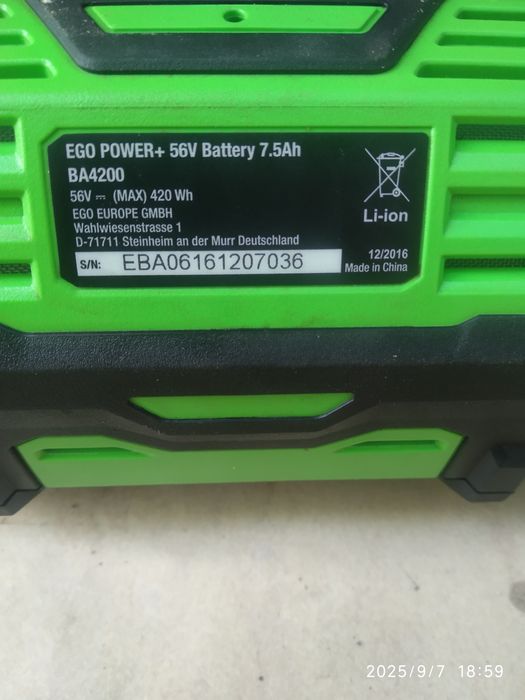 EGO POWER+ 56V Battery 7.5Ah
BA4200
56V ⎓ (MAX) 420 Wh
EGO EUROPE GMBH
Wahlwiesenstrasse 1
D-71711 Steinheim an der Murr Deutschland
S/N: EBA06161207036
Li-ion
12/2016
Made in China
2025/9/7 18:59